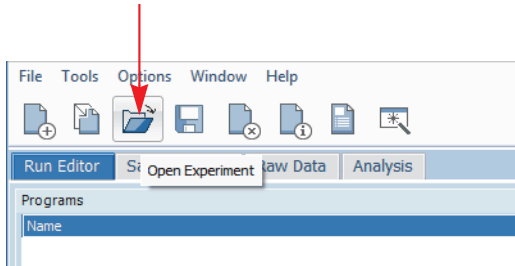 File Tools Options Window Help
Run Editor Open Experiment Raw Data Analysis
Programs
Name